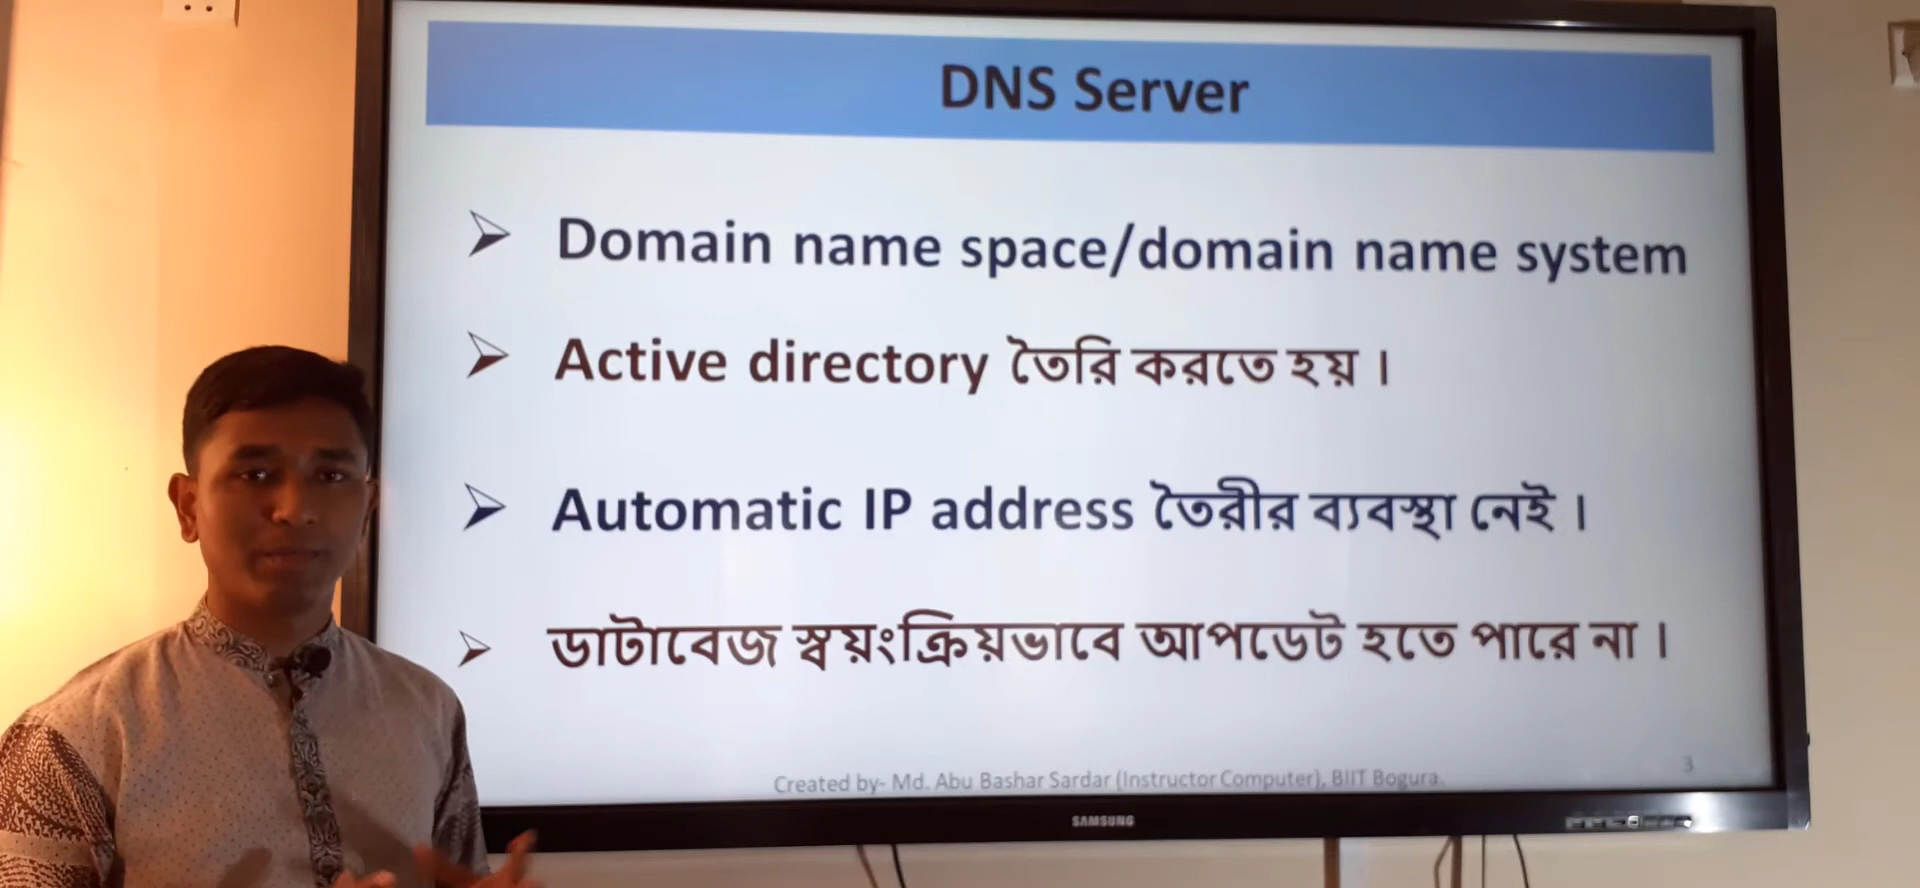 DNS Server
Domain name space/domain name system
Active directory তৈরি করতে হয় ।
Automatic IP address তৈরীর ব্যবস্থা নেই ।
ডাটাবেজ স্বয়ংক্রিয়ভাবে আপডেট হতে পারে না ।
3
Created by- Md. Abu Bashar Sardar (Instructor Computer), BIIT Bogura.
SAMSUNG